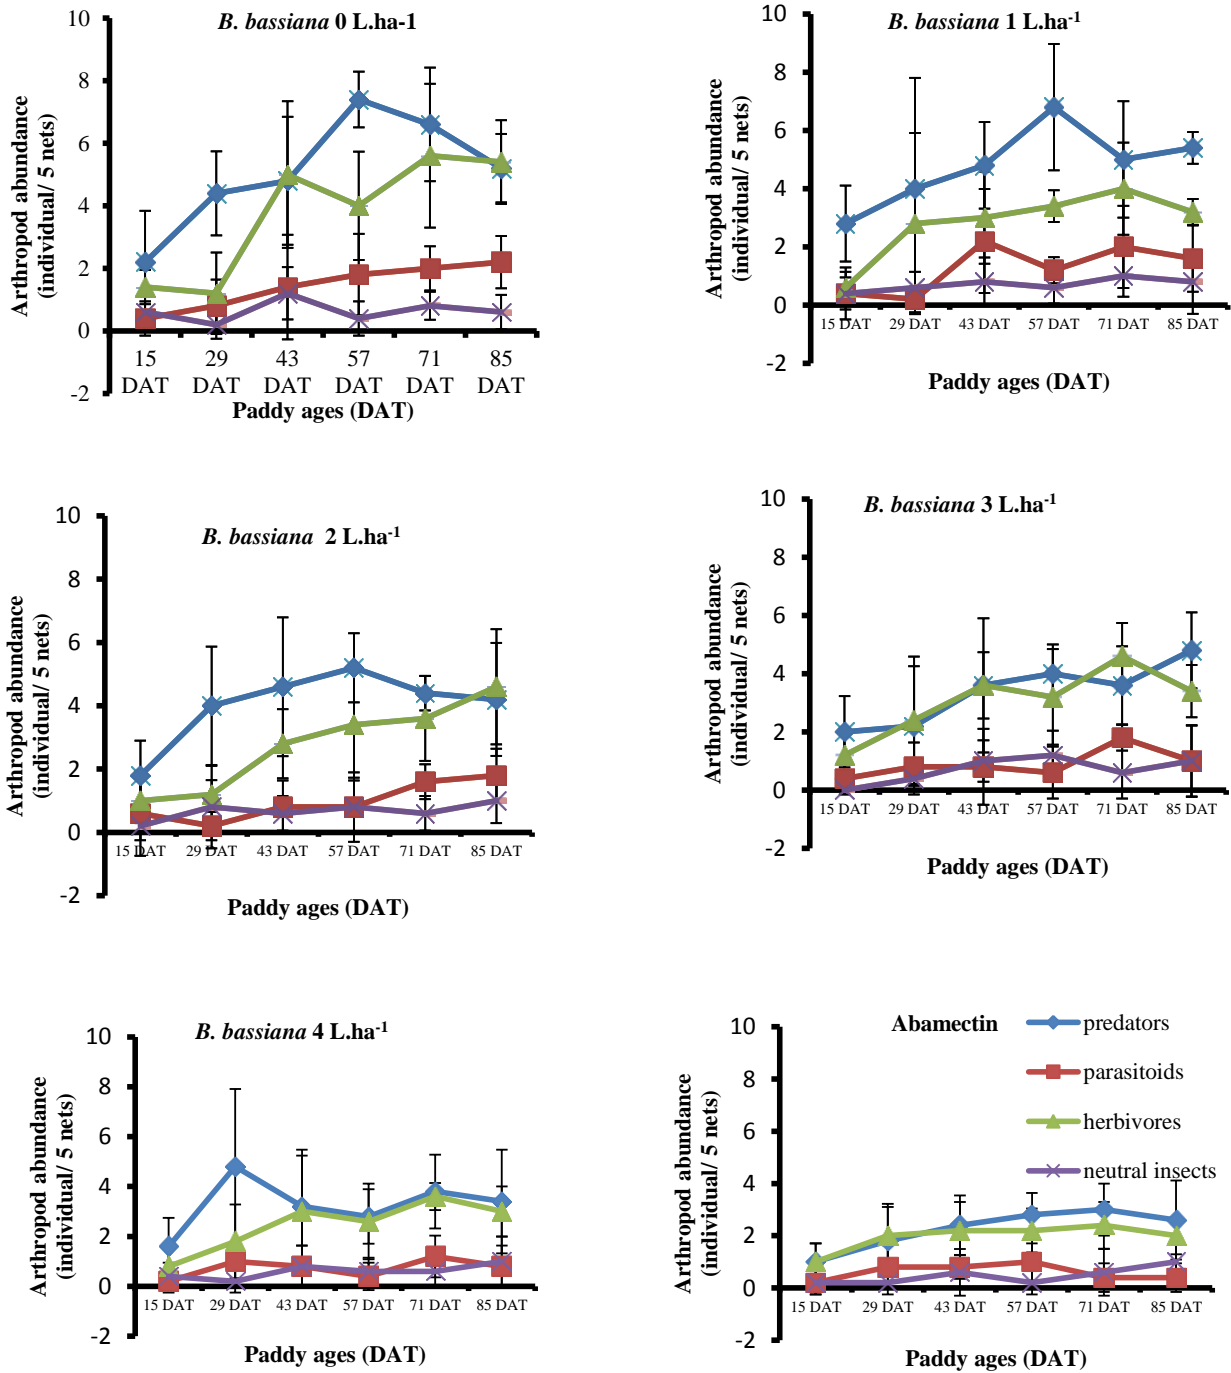 B. bassiana 0 L.ha-1
10
8
6
4
2
0
-2
Arthropod abundance
(individual/ 5 nets)
15 DAT
29 DAT
43 DAT
57 DAT
71 DAT
85 DAT
Paddy ages (DAT)
B. bassiana 1 L.ha-1
10
8
6
4
2
0
-2
Arthropod abundance
(individual/ 5 nets)
15 DAT 29 DAT 43 DAT 57 DAT 71 DAT 85 DAT
Paddy ages (DAT)
B. bassiana 2 L.ha-1
10
8
6
4
2
0
-2
Arthropod abundance
(individual/ 5 nets)
15 DAT 29 DAT 43 DAT 57 DAT 71 DAT 85 DAT
Paddy ages (DAT)
B. bassiana 3 L.ha-1
10
8
6
4
2
0
-2
Arthropod abundance
(individual/ 5 nets)
15 DAT 29 DAT 43 DAT 57 DAT 71 DAT 85 DAT
Paddy ages (DAT)
B. bassiana 4 L.ha-1
10
8
6
4
2
0
-2
Arthropod abundance
(individual/ 5 nets)
15 DAT 29 DAT 43 DAT 57 DAT 71 DAT 85 DAT
Paddy ages (DAT)
Abamectin
10
8
6
4
2
0
-2
Arthropod abundance
(individual/ 5 nets)
predators
parasitoids
herbivores
neutral insects
15 DAT 29 DAT 43 DAT 57 DAT 71 DAT 85 DAT
Paddy ages (DAT)